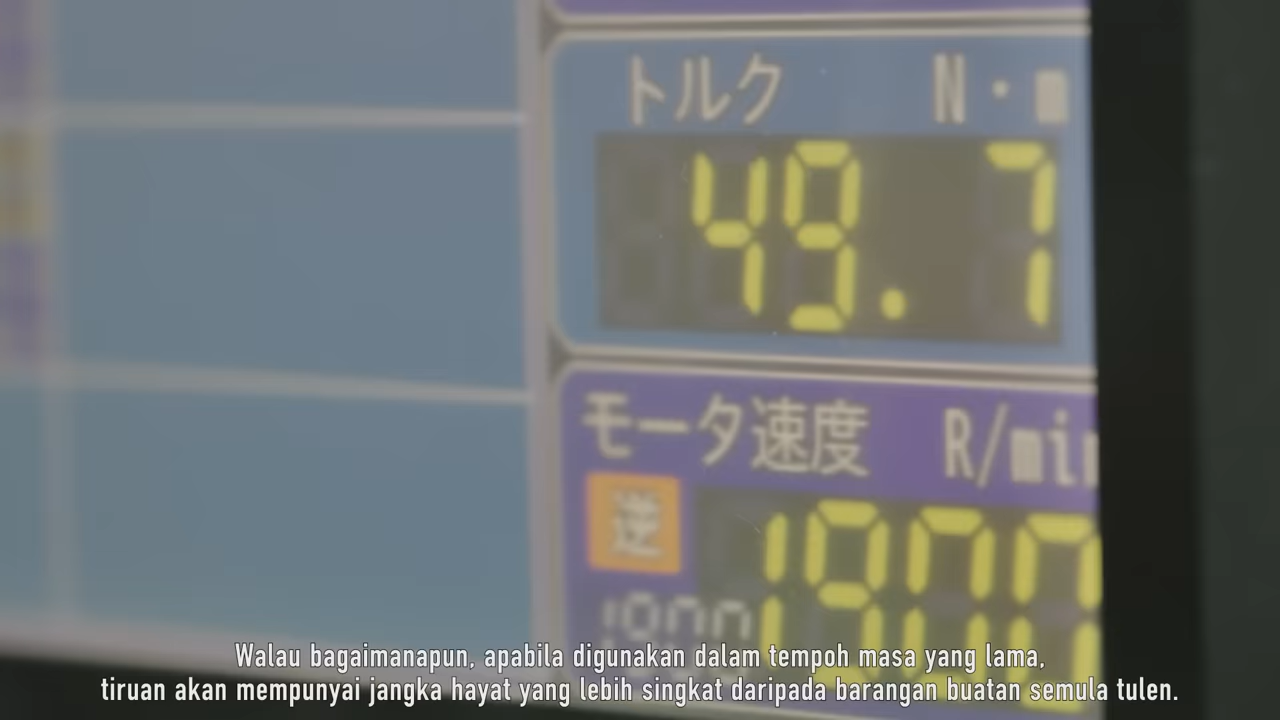 トルク N・m
49.7
モータ速度 R/min
逆
Walau bagaimanapun, apabila digunakan dalam tempoh masa yang lama,
tiruan akan mempunyai jangka hayat yang lebih singkat daripada barangan buatan semula tulen.